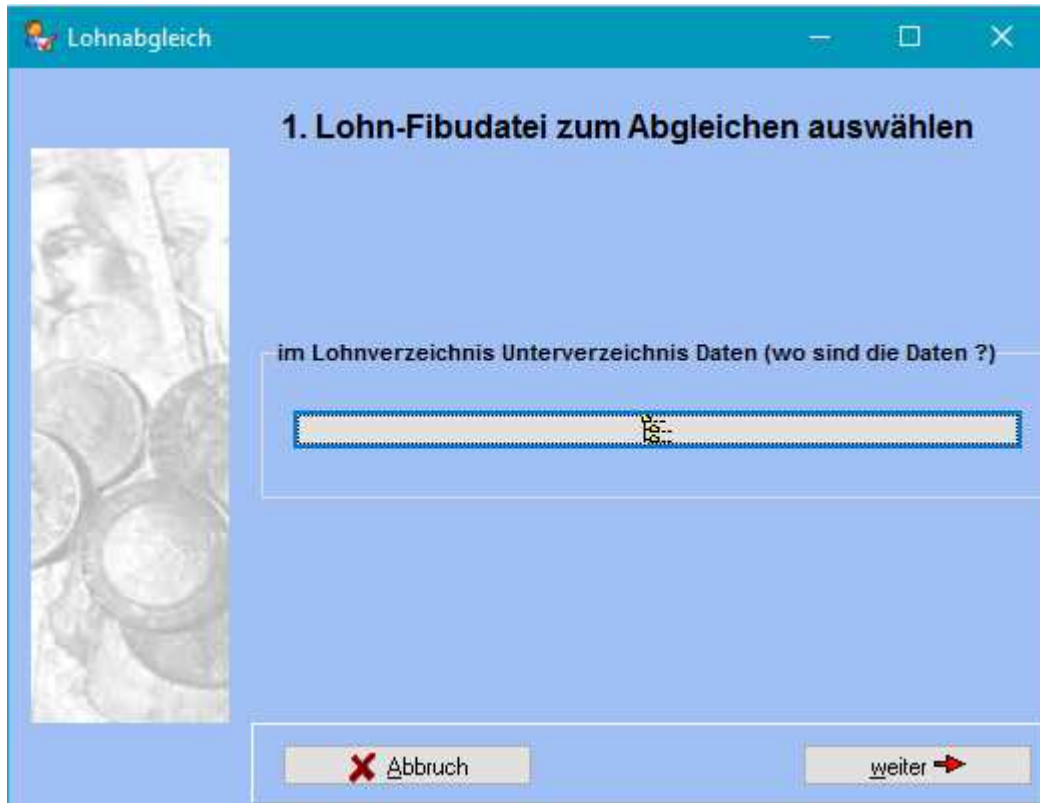 Lohnabgleich
1. Lohn-Fibudatei zum Abgleichen auswählen
im Lohnverzeichnis Unterverzeichnis Daten (wo sind die Daten ?)
Abbruch
weiter